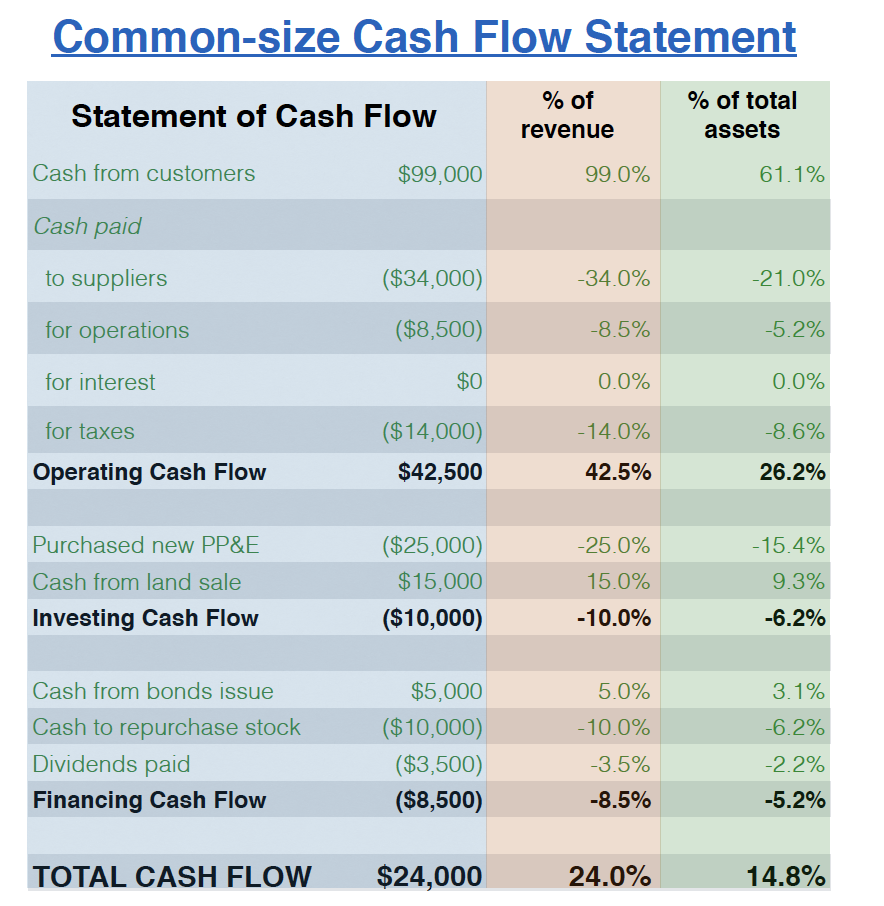 Common-size Cash Flow Statement
Statement of Cash Flow % of revenue % of total assets
Cash from customers $99,000 99.0% 61.1%
Cash paid
to suppliers ($34,000) -34.0% -21.0%
for operations ($8,500) -8.5% -5.2%
for interest $0 0.0% 0.0%
for taxes ($14,000) -14.0% -8.6%
Operating Cash Flow $42,500 42.5% 26.2%
Purchased new PP&E ($25,000) -25.0% -15.4%
Cash from land sale $15,000 15.0% 9.3%
Investing Cash Flow ($10,000) -10.0% -6.2%
Cash from bonds issue $5,000 5.0% 3.1%
Cash to repurchase stock ($10,000) -10.0% -6.2%
Dividends paid ($3,500) -3.5% -2.2%
Financing Cash Flow ($8,500) -8.5% -5.2%
TOTAL CASH FLOW $24,000 24.0% 14.8%